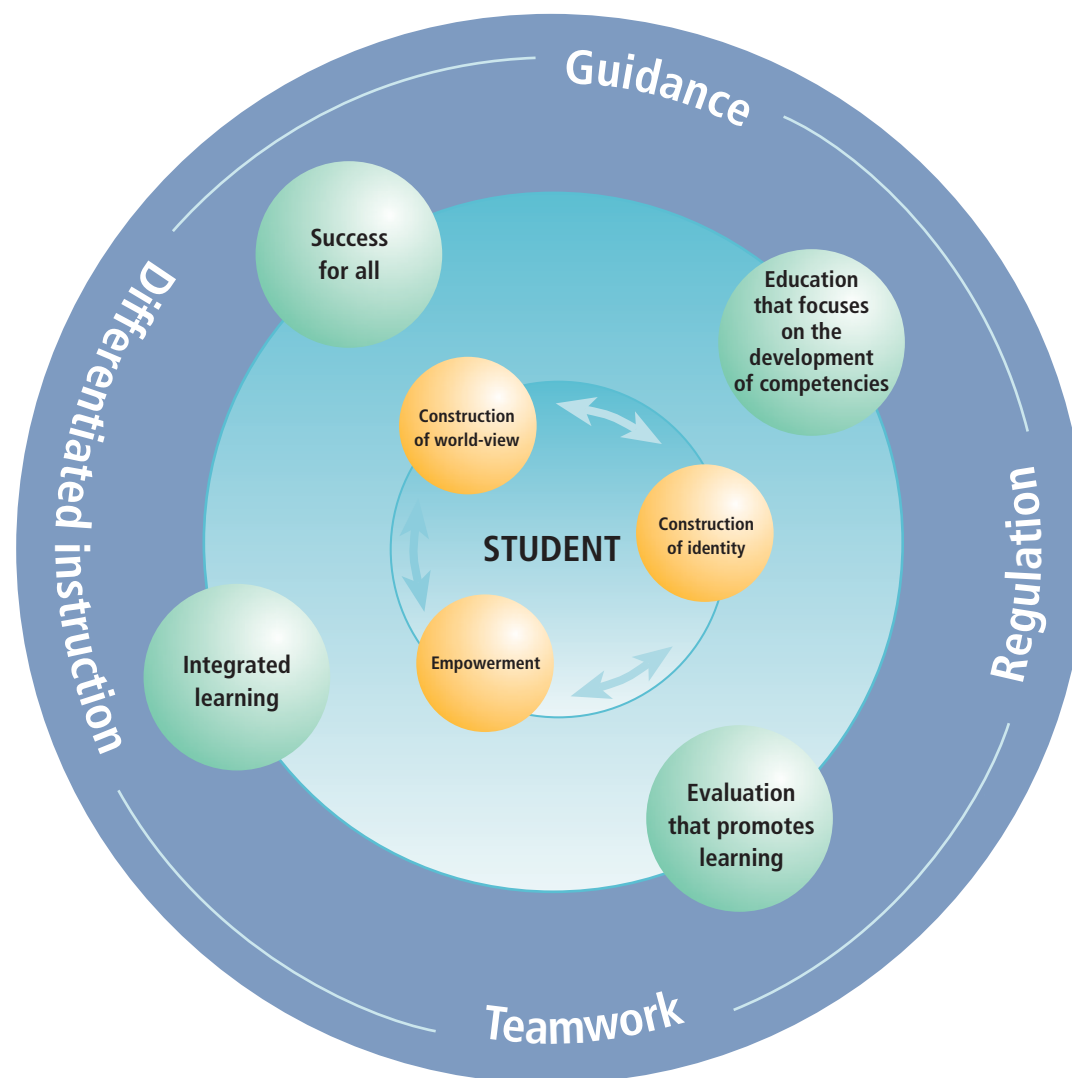 Guidance
Success
for all
Education
that focuses
on the
development
of competencies
Differentiated instruction
Construction
of world-view
Construction
of identity
STUDENT
Regulation
Empowerment
Integrated
learning
Evaluation
that promotes
learning
Teamwork